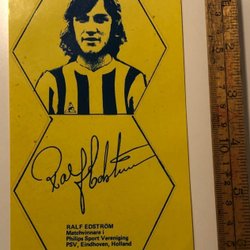 Ralf Edström
RALF EDSTRÖM
Matchvinnare i
Philips Sport Vereniging
PSV, Eindhoven, Holland